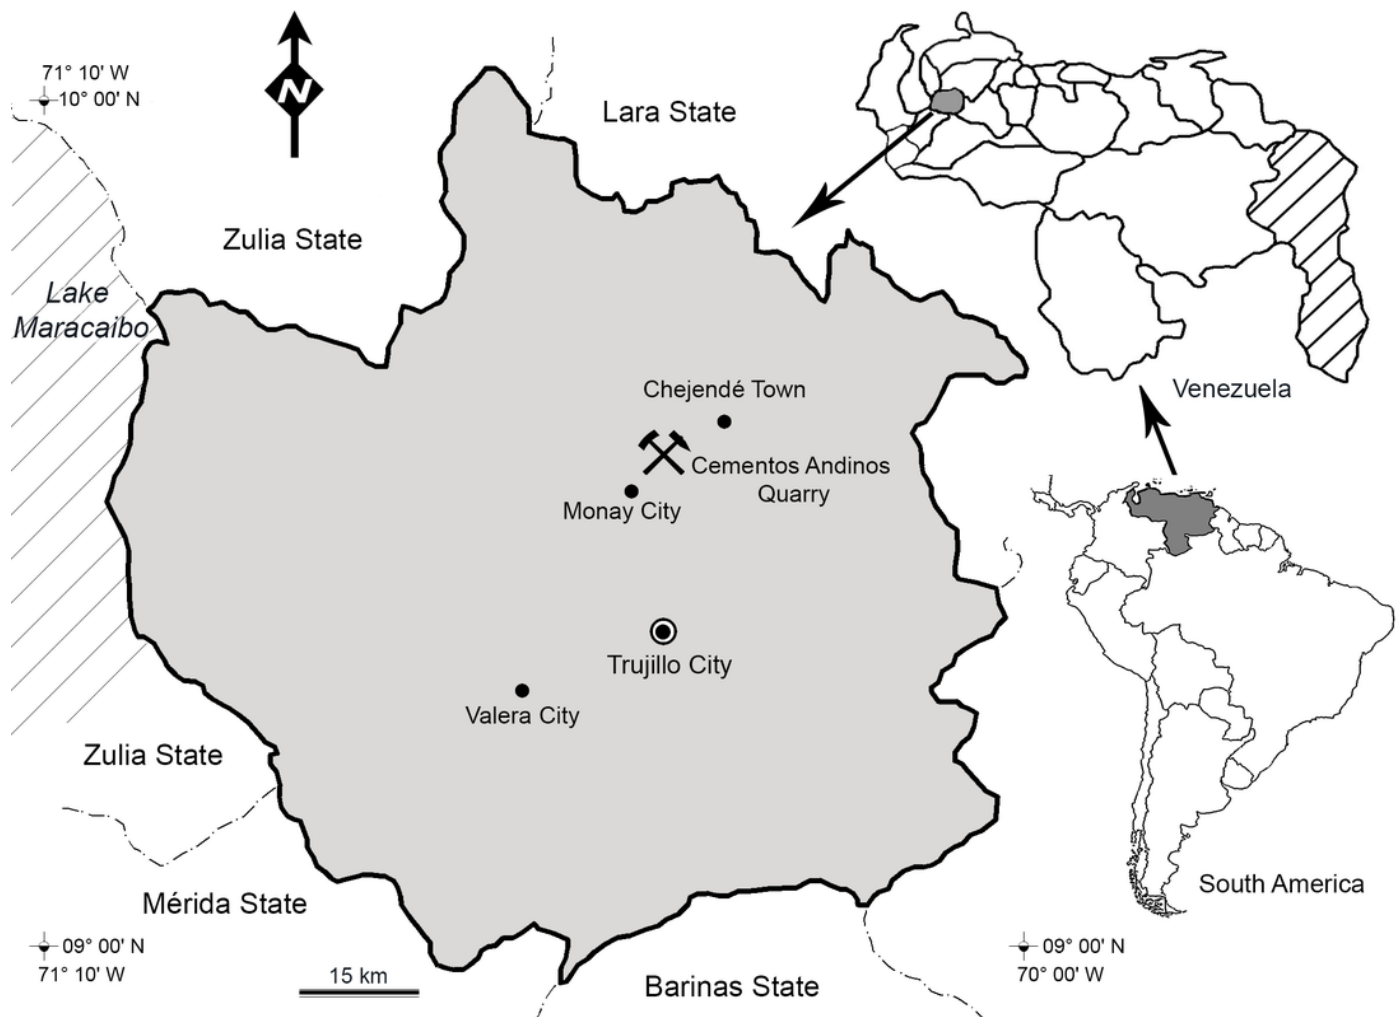 71° 10' W
10° 00' N
N
Lara State
Zulia State
Lake
Maracaibo
Chejendé Town
Venezuela
Cementos Andinos
Quarry
Monay City
Trujillo City
Valera City
Zulia State
South America
Mérida State
09° 00' N
71° 10' W
15 km
Barinas State
09° 00' N
70° 00' W